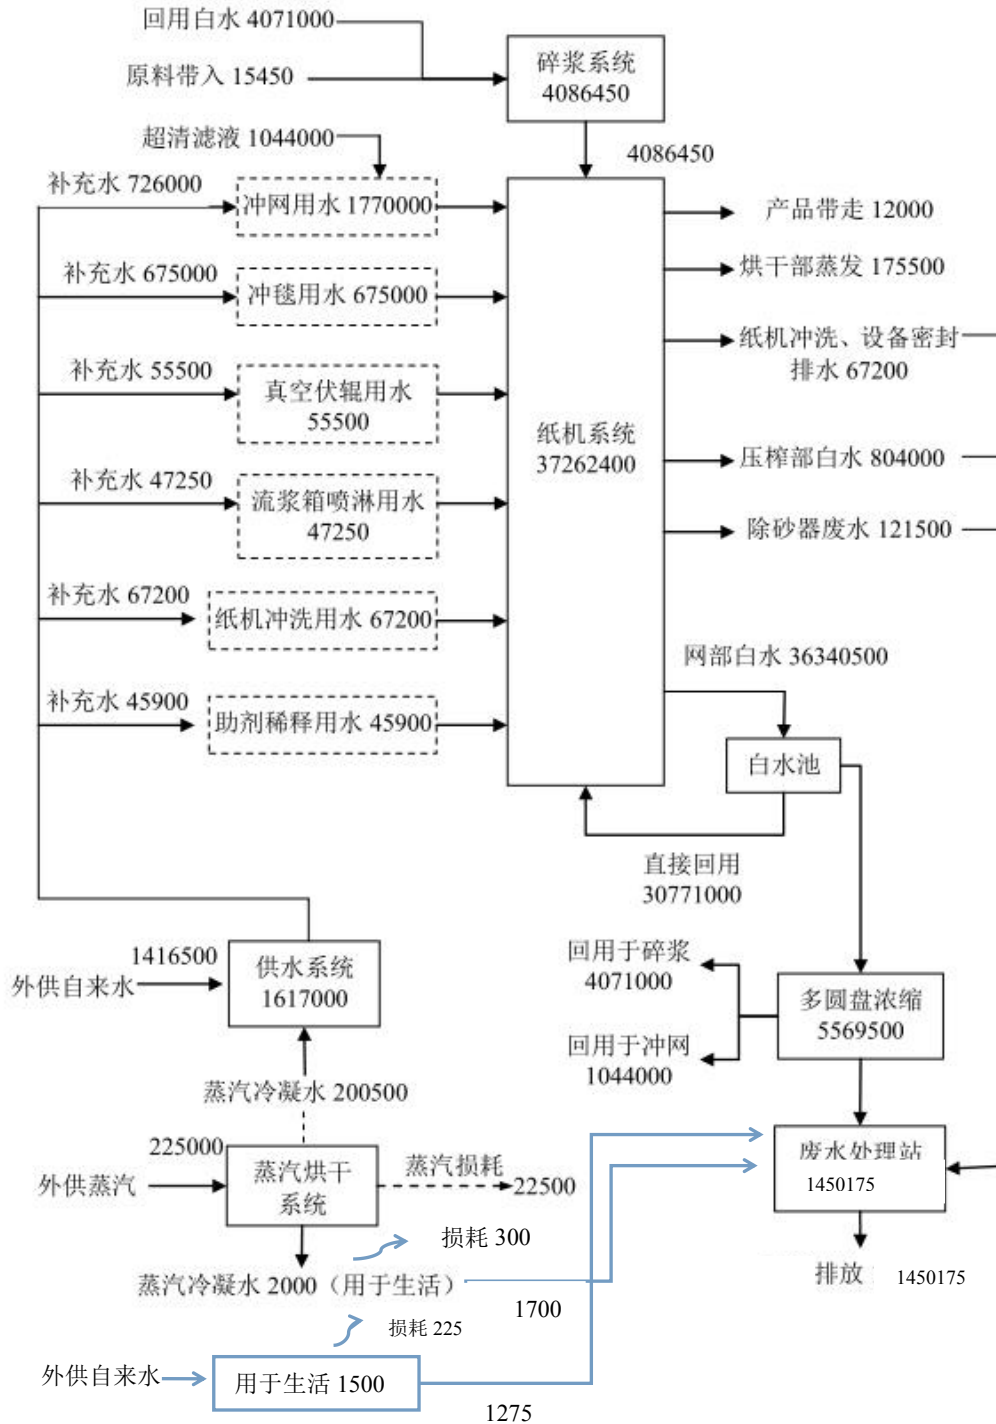 回用白水 4071000
原料带入 15450
碎浆系统
4086450
超清滤液 1044000
4086450
补充水 726000
冲网用水 1770000
产品带走 12000
补充水 675000
冲毯用水 675000
烘干部蒸发 175500
纸机冲洗、设备密封
排水 67200
补充水 55500
真空伏辊用水
55500
纸机系统
37262400
压榨部白水 804000
补充水 47250
流浆箱喷淋用水
47250
除砂器废水 121500
补充水 67200
纸机冲洗用水 67200
网部白水 36340500
补充水 45900
助剂稀释用水 45900
白水池
直接回用
30771000
1416500
外供自来水
供水系统
1617000
回用于碎浆
4071000
多圆盘浓缩
5569500
回用于冲网
1044000
蒸汽冷凝水 200500
225000
外供蒸汽
蒸汽烘干
系统
蒸汽损耗
22500
废水处理站
1450175
损耗 300
蒸汽冷凝水 2000（用于生活）
1700
排放
1450175
损耗 225
外供自来水
用于生活 1500
1275